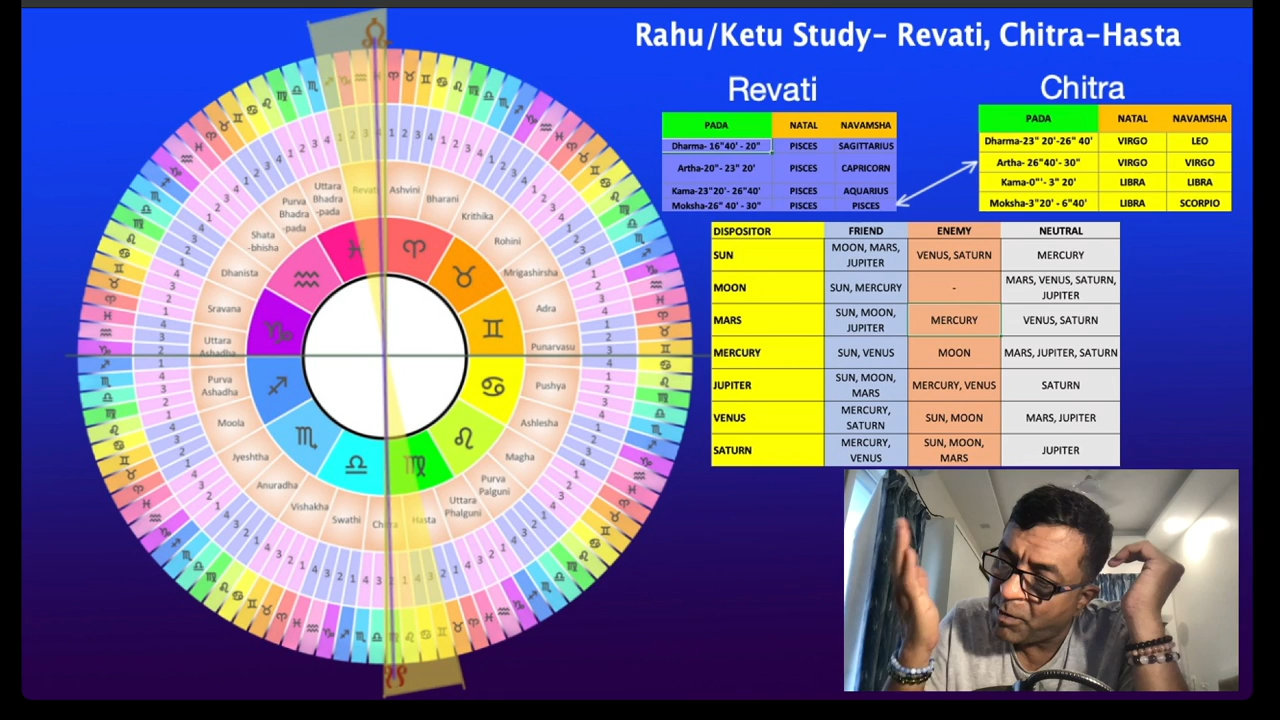 Rahu/Ketu Study- Revati, Chitra-Hasta
Revati
PADA NATAL NAVAMSHA
Dharma- 16"40' - 20" PISCES SAGITTARIUS
Artha-20"- 23" 20' PISCES CAPRICORN
Kama-23"20'- 26"40' PISCES AQUARIUS
Moksha-26" 40' - 30" PISCES PISCES
Chitra
PADA NATAL NAVAMSHA
Dharma-23" 20'-26" 40' VIRGO LEO
Artha- 26"40'- 30" VIRGO VIRGO
Kama-0"'- 3" 20' LIBRA LIBRA
Moksha-3"20' - 6"40' LIBRA SCORPIO
DISPOSITOR FRIEND ENEMY NEUTRAL
SUN MOON, MARS, JUPITER VENUS, SATURN MERCURY
MOON SUN, MERCURY - MARS, VENUS, SATURN, JUPITER
MARS SUN, MOON, JUPITER MERCURY VENUS, SATURN
MERCURY SUN, VENUS MOON MARS, JUPITER, SATURN
JUPITER SUN, MOON, MARS MERCURY, VENUS SATURN
VENUS MERCURY, SATURN SUN, MOON MARS, JUPITER
SATURN MERCURY, VENUS SUN, MOON, MARS JUPITER
Ashvini
Bharani
Krithika
Rohini
Mrigashirsha
Adra
Punarvasu
Pushya
Ashlesha
Magha
Purva
Palguni
Uttara
Phalguni
Hasta
Swathi
Vishakha
Anuradha
Jyeshtha
Moola
Purva
Ashadha
Uttara
Ashadha
Sravana
Dhanista
Shata
-bhisha
Purva
Bhadra
-pada
Uttara
Bhadra
-pada
Revati